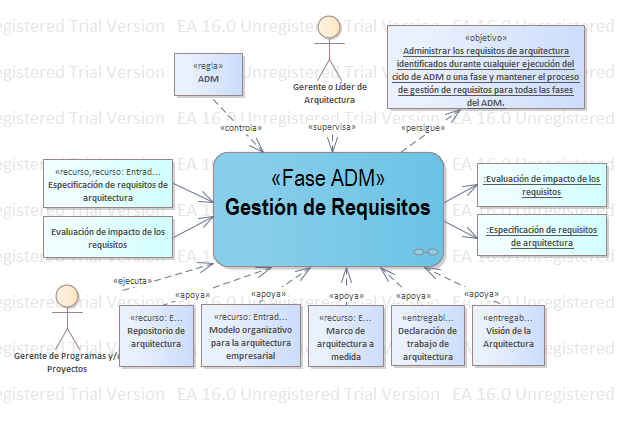 egistered Trial Version EA 16.0 Unregistered Trial Version EA 16.0 Unregistered
«regla»
ADM
Gerente o Líder de
Arquitectura
«objetivo»
Administrar los requisitos de arquitectura
identificados durante cualquier ejecución del
ciclo de ADM o una fase y mantener el proceso
de gestión de requisitos para todas las fases
del ADM.
«controla»
«supervisa»
«persigue»
«recurso,recurso: Entrad...
Especificación de requisitos de
arquitectura
Evaluación de impacto de los
requisitos
«Fase ADM»
Gestión de Requisitos
:Evaluación de impacto de los
requisitos
:Especificación de requisitos
de arquitectura
«ejecuta»
«apoya»
«apoya»
«apoya»
«apoya»
«apoya»
Gerente de Programas y/o
Proyectos
«recurso: E...
Repositorio de
arquitectura
«recurso: Entrad...
Modelo organizativo
para la arquitectura
empresarial
«recurso: E...
Marco de
arquitectura a
medida
«entregabl...
Declaración de
trabajo de
arquitectura
«entregab...
Visión de la
Arquitectura
egistered Trial Version EA 16.0 Unregistered Trial Version EA 16.0 Unregistered